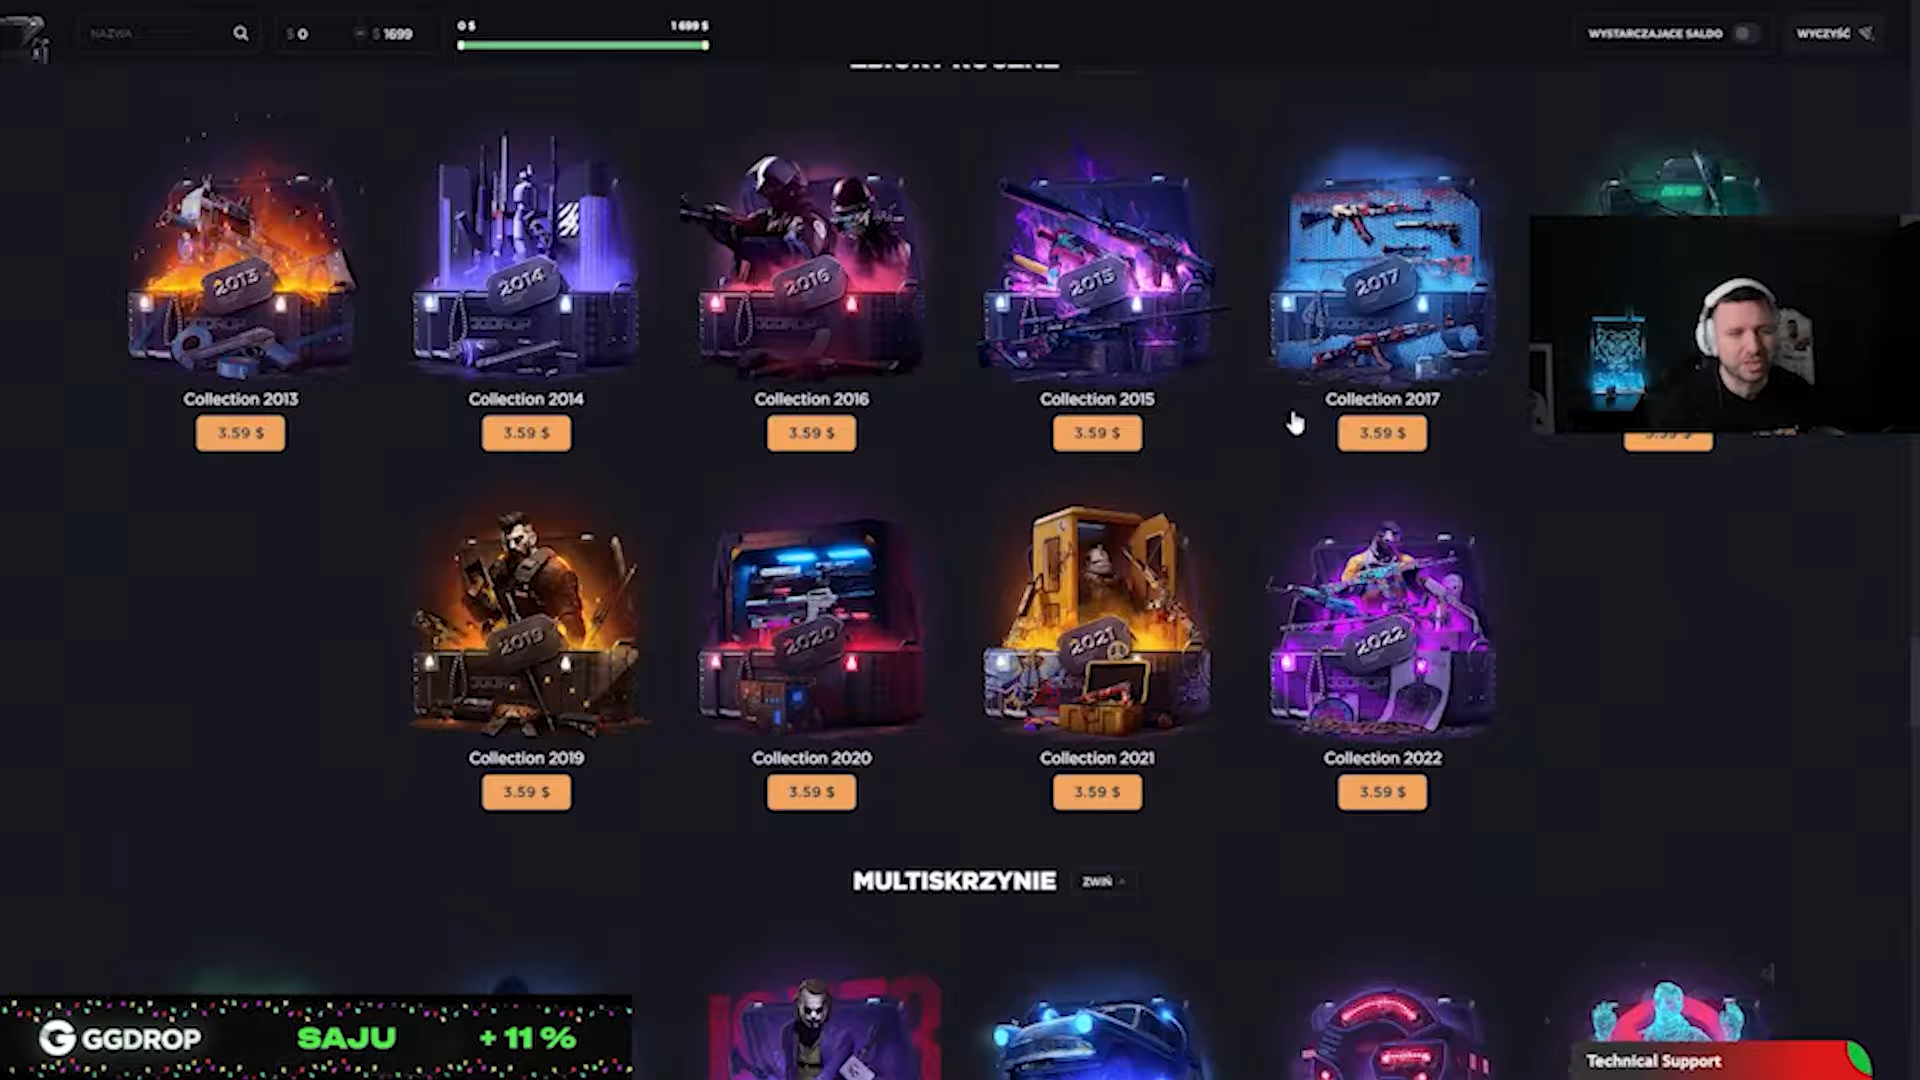 NAZWA $ 0 $ 1699 0 $ 1 699 $ WYSTARCZAJĄCE SALDO WYCZYŚĆ
2013 2014 2016 2015 2017
Collection 2013 Collection 2014 Collection 2016 Collection 2015 Collection 2017
3.59 $ 3.59 $ 3.59 $ 3.59 $ 3.59 $ 3.59 $
2019 2020 2021 2022
Collection 2019 Collection 2020 Collection 2021 Collection 2022
3.59 $ 3.59 $ 3.59 $ 3.59 $
MULTISKRZYNIE ZWIŃ
GGDROP SAJU + 11 %
Technical Support